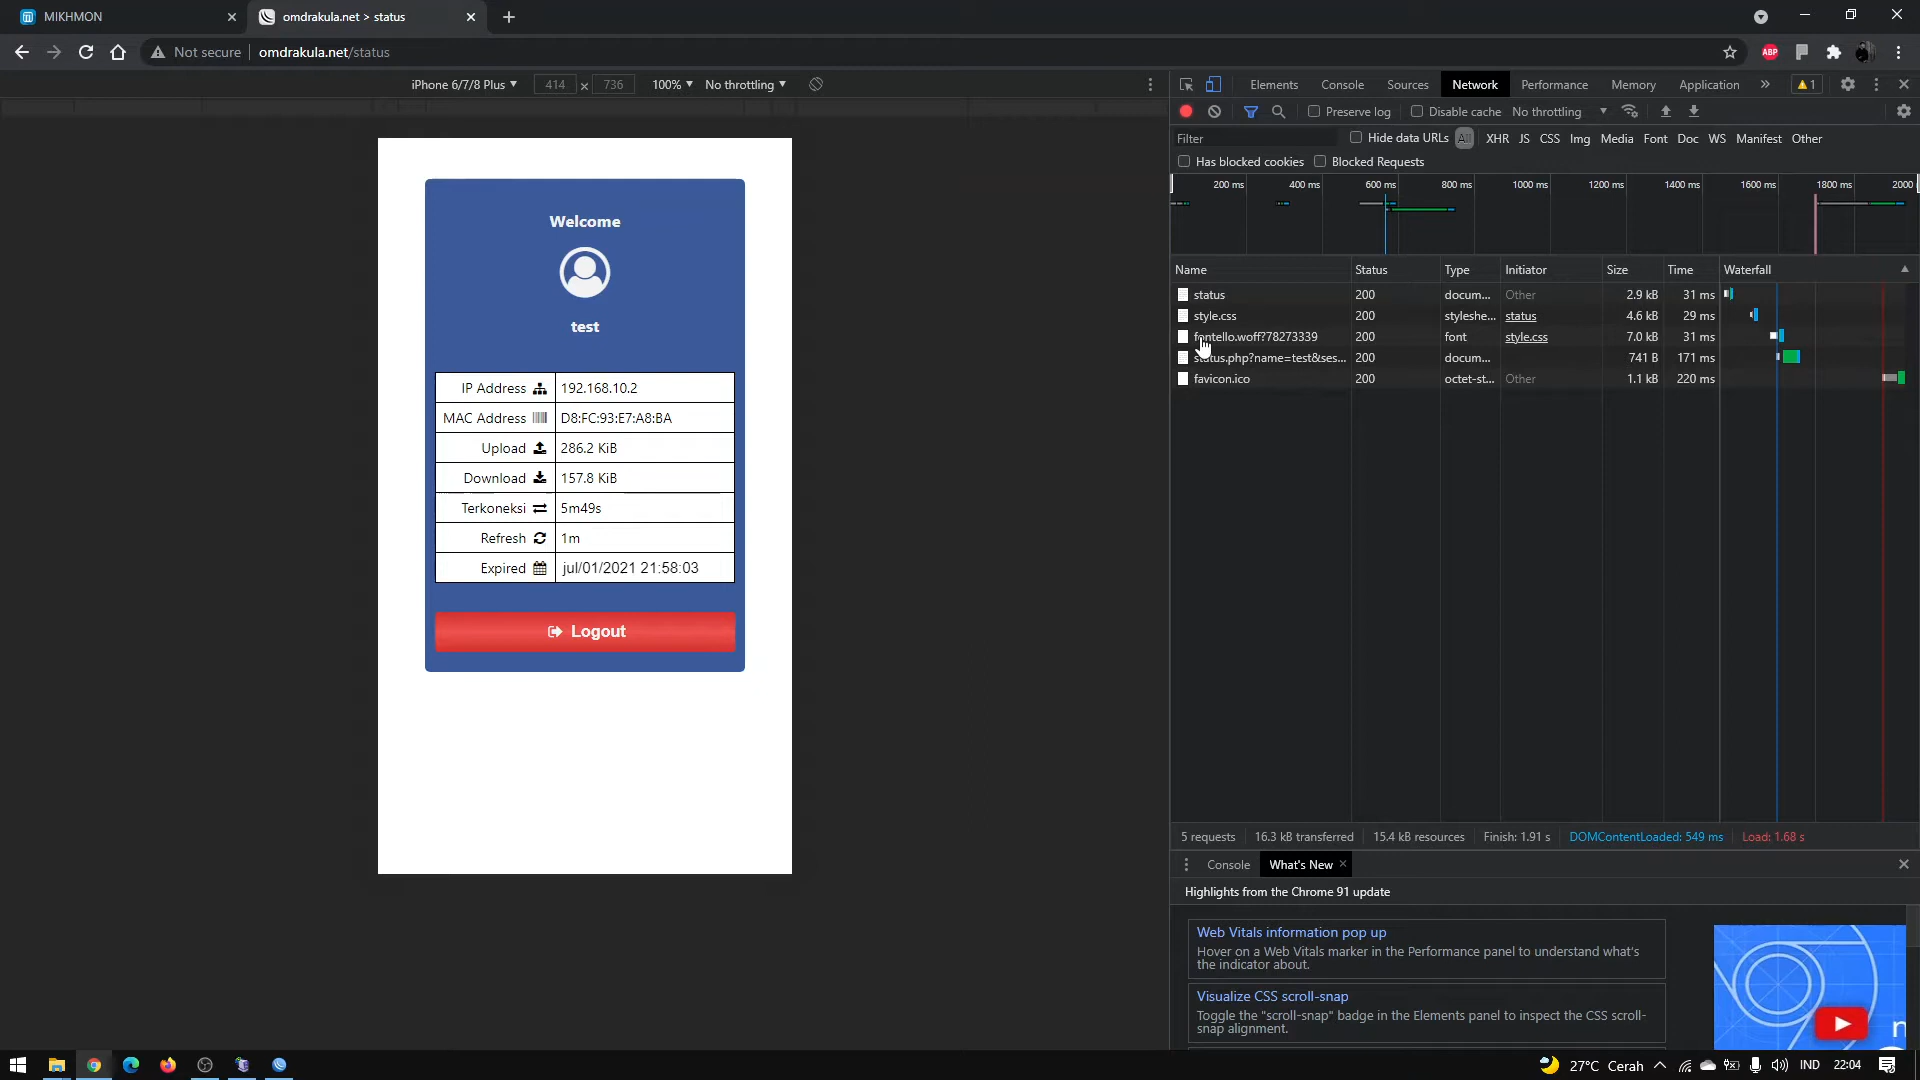 MIKHMON
omdrakula.net > status
Not secure
omdrakula.net/status
ABP
iPhone 6/7/8 Plus
414
×
736
100%
No throttling
Elements
Console
Sources
Network
Performance
Memory
Application
1
Preserve log
Disable cache
No throttling
Filter
Hide data URLs
All
XHR
JS
CSS
Img
Media
Font
Doc
WS
Manifest
Other
Has blocked cookies
Blocked Requests
200 ms
400 ms
600 ms
800 ms
1000 ms
1200 ms
1400 ms
1600 ms
1800 ms
2000
Name Status Type Initiator Size Time Waterfall
status 200 docum... Other 2.9 kB 31 ms
style.css 200 styleshe... status 4.6 kB 29 ms
fontello.woff?78273339 200 font style.css 7.0 kB 31 ms
status.php?name=test&ses... 200 docum... 741 B 171 ms
favicon.ico 200 octet-st... Other 1.1 kB 220 ms
Welcome
test
IP Address 192.168.10.2
MAC Address D8:FC:93:E7:A8:BA
Upload 286.2 KiB
Download 157.8 KiB
Terkoneksi 5m49s
Refresh 1m
Expired jul/01/2021 21:58:03
Logout
5 requests
16.3 kB transferred
15.4 kB resources
Finish: 1.91 s
DOMContentLoaded: 549 ms
Load: 1.68 s
Console
What's New
Highlights from the Chrome 91 update
Web Vitals information pop up
Hover on a Web Vitals marker in the Performance panel to understand what's
the indicator about.
Visualize CSS scroll-snap
Toggle the "scroll-snap" badge in the Elements panel to inspect the CSS scroll-
snap alignment.
n
27°C Cerah
IND
22:04